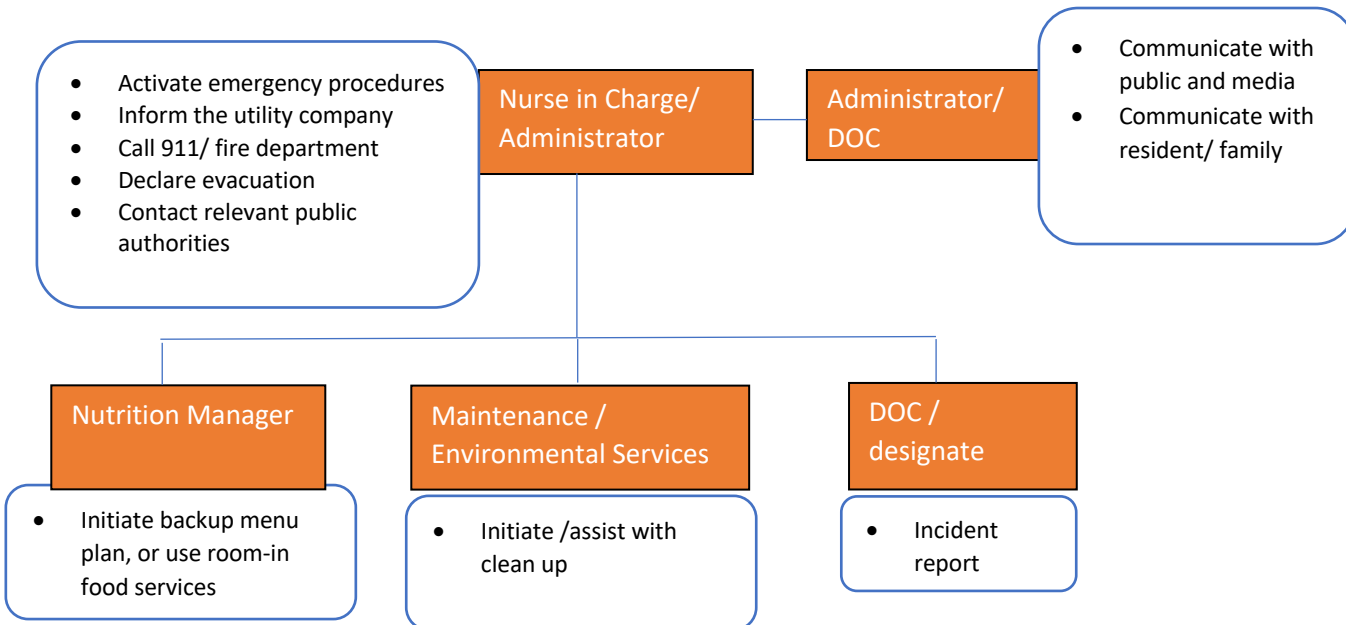 • Activate emergency procedures
• Inform the utility company
• Call 911/ fire department
• Declare evacuation
• Contact relevant public
authorities
Nurse in Charge/
Administrator
Administrator/
DOC
• Communicate with
public and media
• Communicate with
resident/ family
Nutrition Manager
• Initiate backup menu
plan, or use room-in
food services
Maintenance /
Environmental Services
• Initiate /assist with
clean up
DOC /
designate
• Incident
report